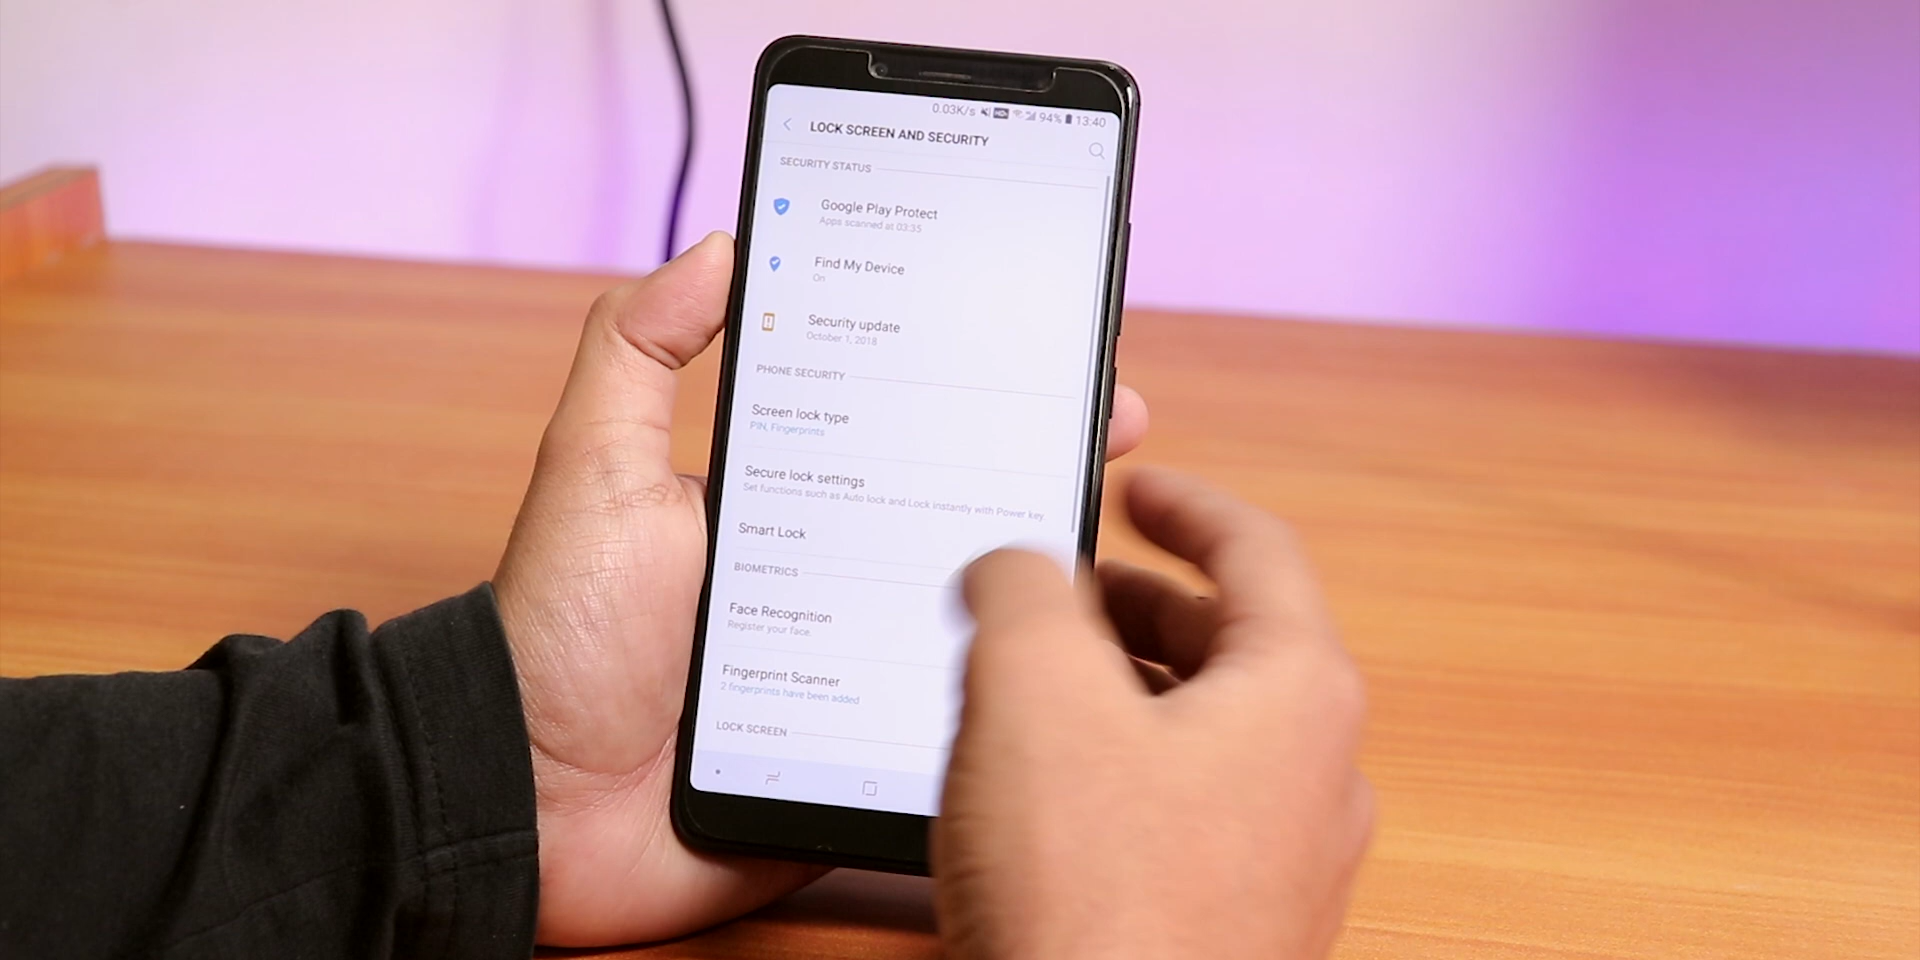 0.03K/s 94% 13:40
LOCK SCREEN AND SECURITY
SECURITY STATUS
Google Play Protect
Apps scanned at 03:35
Find My Device
On
Security update
October 1, 2018
PHONE SECURITY
Screen lock type
PIN, Fingerprints
Secure lock settings
Set functions such as Auto lock and Lock instantly with Power key.
Smart Lock
BIOMETRICS
Face Recognition
Register your face.
Fingerprint Scanner
2 fingerprints have been added
LOCK SCREEN